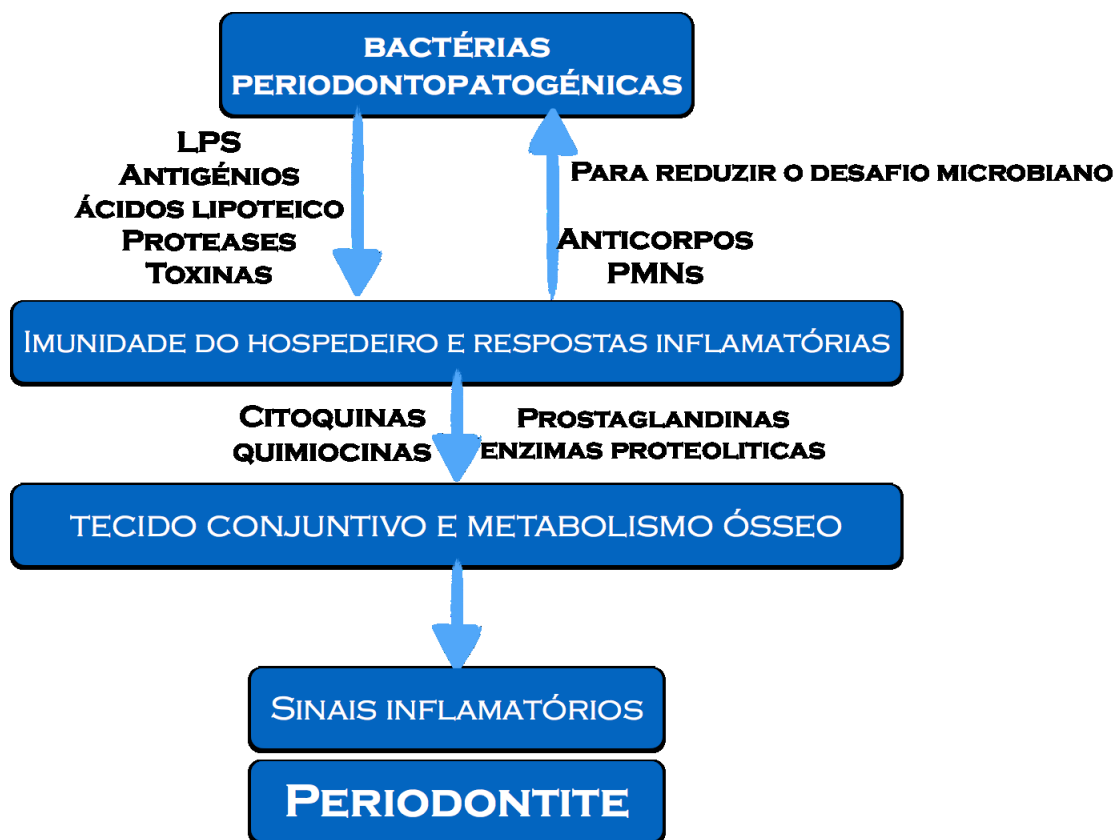 BACTÉRIAS
PERIODONTOPATOGÉNICAS
LPS
ANTIGÉNIOS
ÁCIDOS LIPOTEICO
PROTEASES
TOXINAS
PARA REDUZIR O DESAFIO MICROBIANO
ANTICORPOS
PMNS
IMUNIDADE DO HOSPEDEIRO E RESPOSTAS INFLAMATÓRIAS
CITOQUINAS
QUIMIOCINAS
PROSTAGLANDINAS
ENZIMAS PROTEOLITICAS
TECIDO CONJUNTIVO E METABOLISMO ÓSSEO
SINAIS INFLAMATÓRIOS
PERIODONTITE